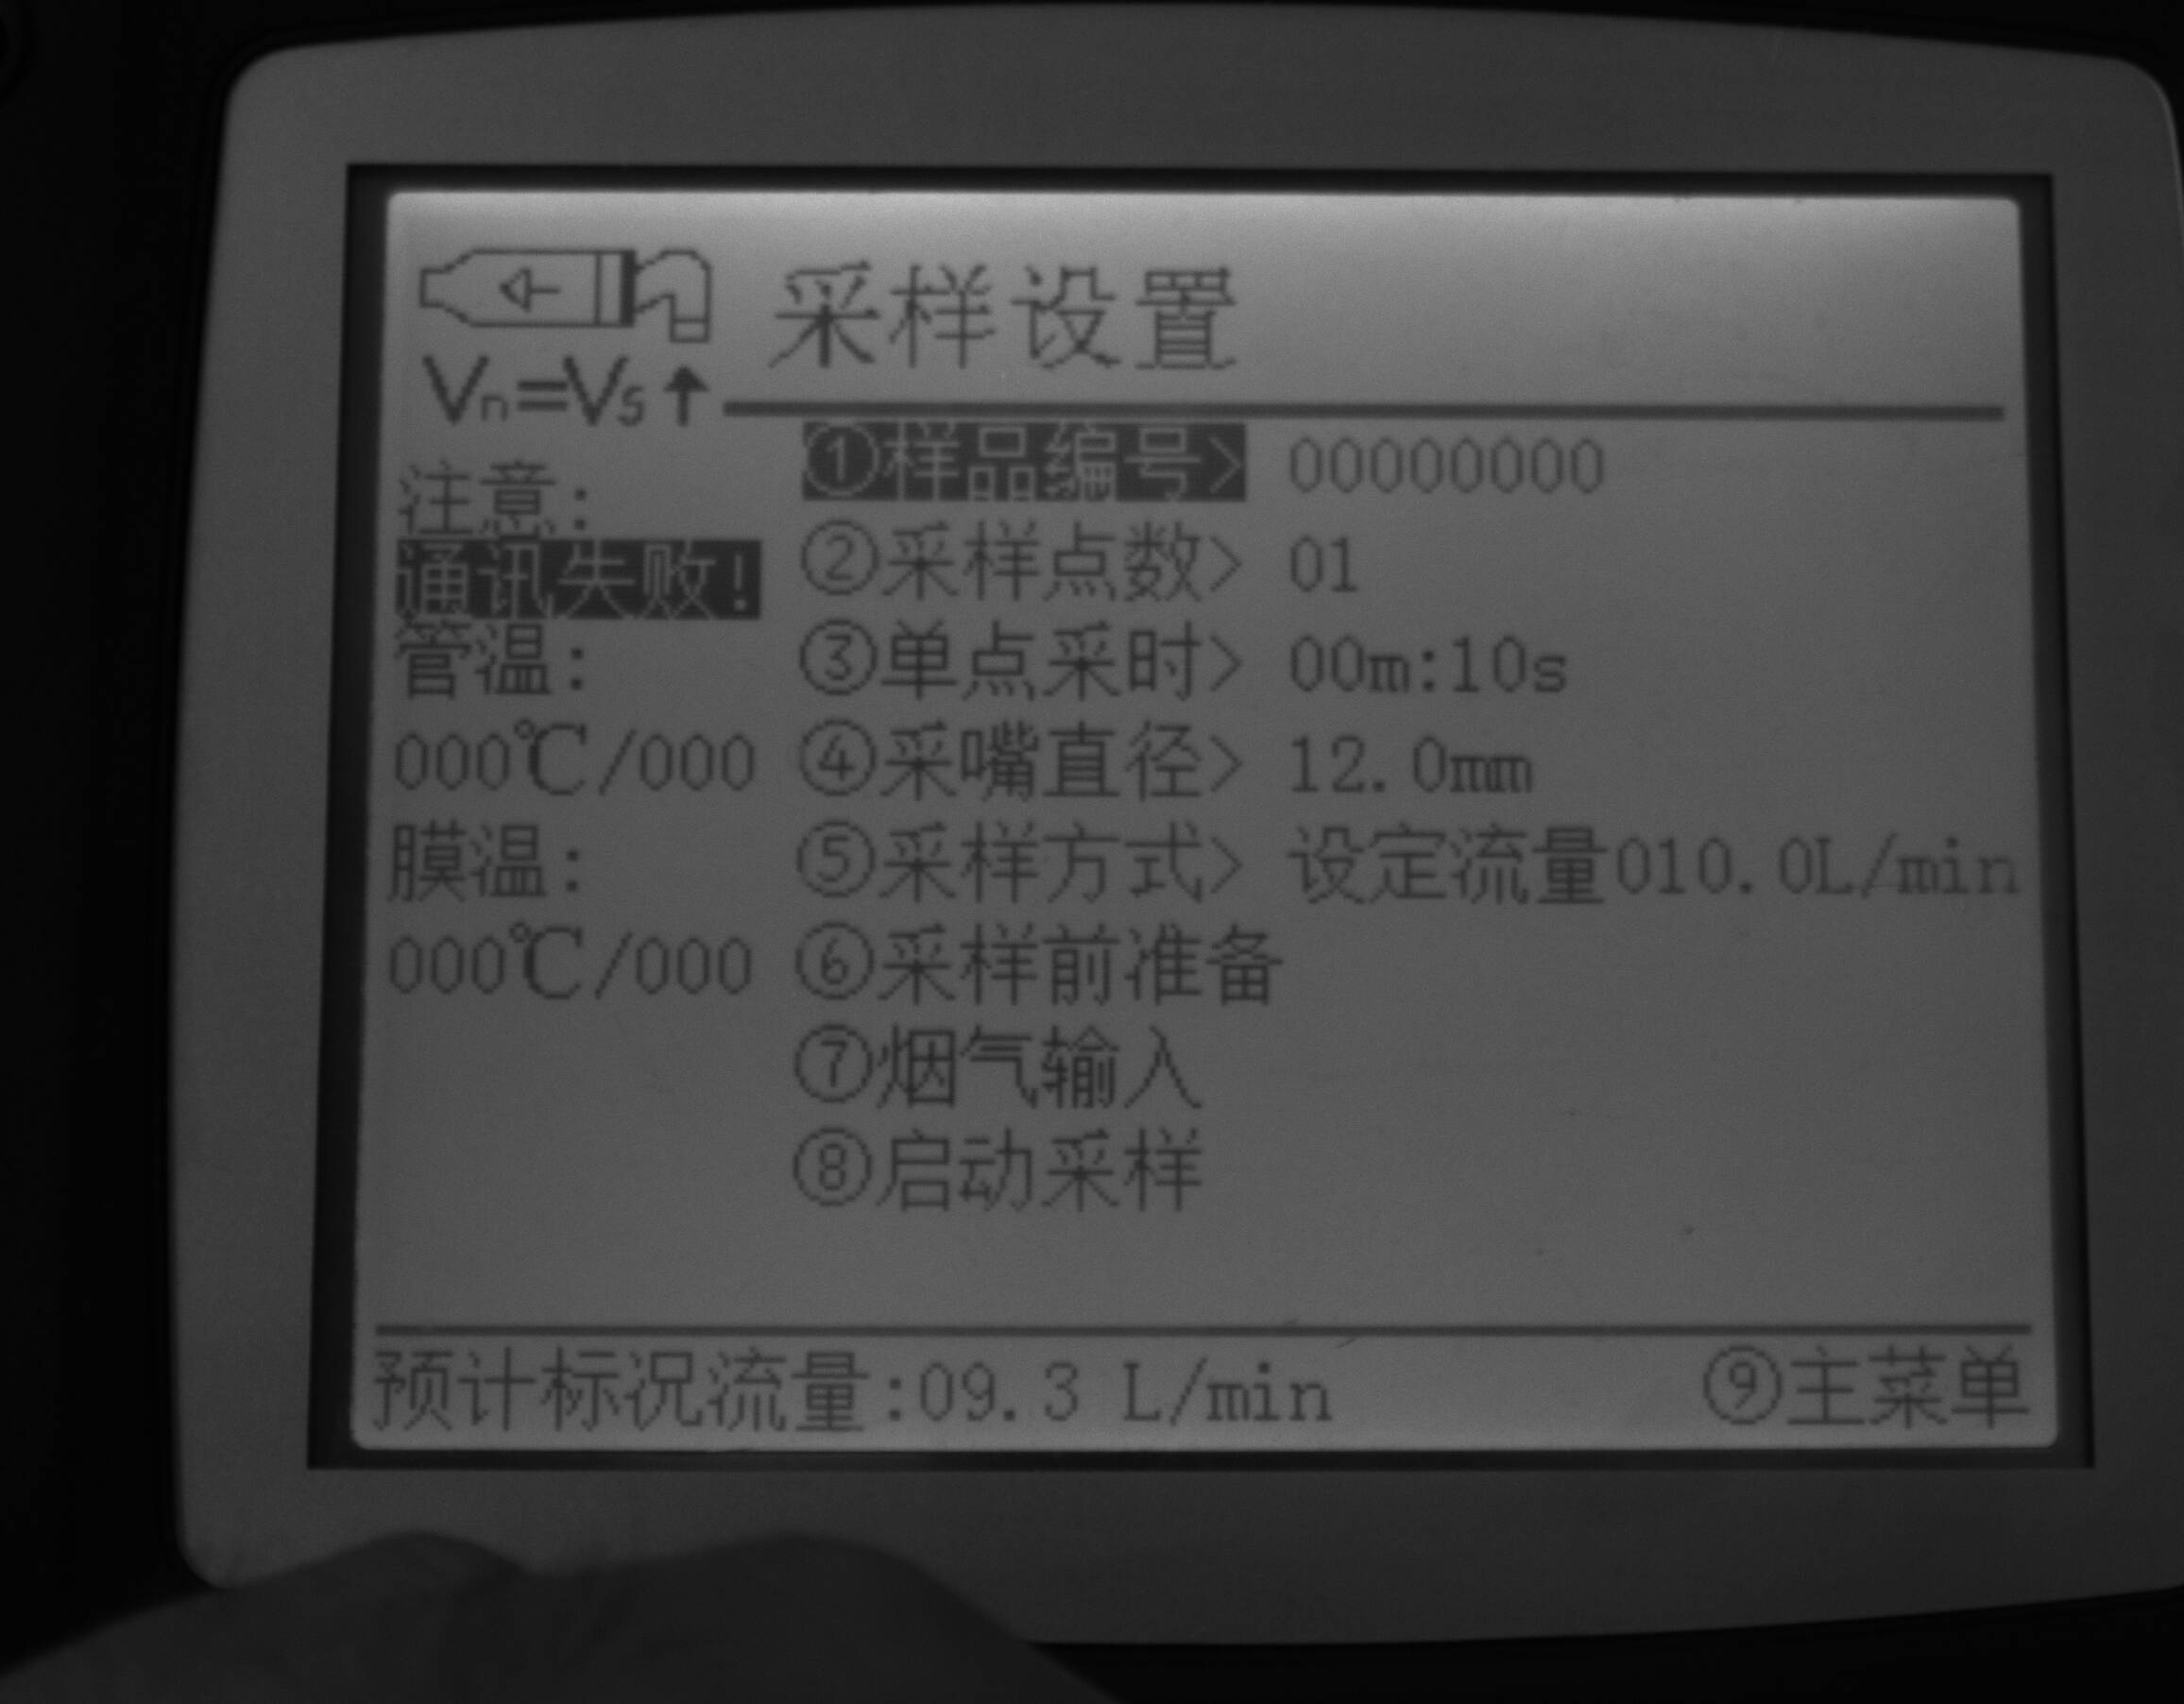 采样设置
Vn=Vs↑
注意:
通讯失败!
管温:
000℃/000
膜温:
000℃/000
①样品编号> 00000000
②采样点数> 01
③单点采时> 00m:10s
④采嘴直径> 12.0mm
⑤采样方式> 设定流量010.0L/min
⑥采样前准备
⑦烟气输入
⑧启动采样
预计标况流量:09.3 L/min
⑨主菜单